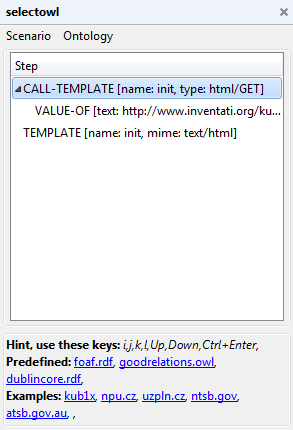 selectowl
Scenario Ontology
Step
CALL-TEMPLATE [name: init, type: html/GET]
VALUE-OF [text: http://www.inventati.org/ku...
TEMPLATE [name: init, mime: text/html]
Hint, use these keys: i,j,k,l,Up,Down,Ctrl+Enter,
Predefined: foaf.rdf, goodrelations.owl,
dublincore.rdf,
Examples: kub1x, npu.cz, uzpln.cz, ntsb.gov,
atsb.gov.au, ,